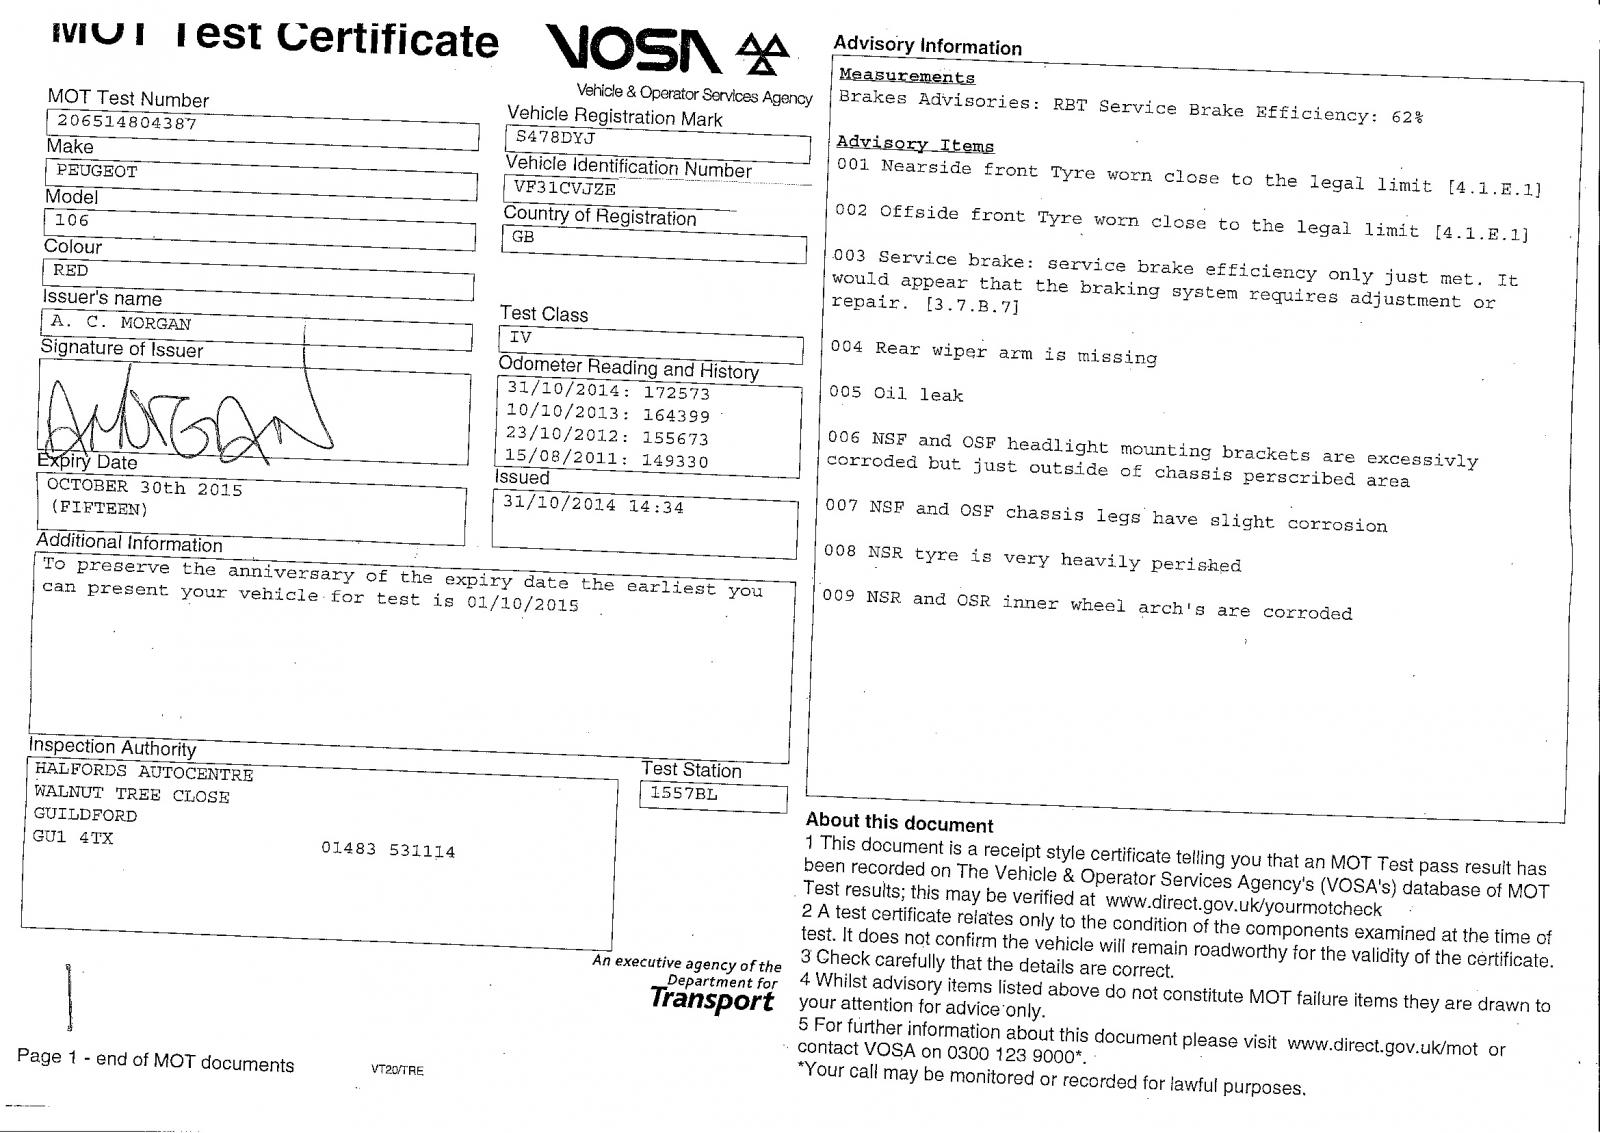 MOT Test Certificate
VOSA
Vehicle & Operator Services Agency
MOT Test Number
206514804387
Make
PEUGEOT
Model
106
Colour
RED
Issuer's name
A. C. MORGAN
Signature of Issuer
AMORGAN
Expiry Date
OCTOBER 30th 2015
(FIFTEEN)
Vehicle Registration Mark
S478DYJ
Vehicle Identification Number
VF31CVJZE
Country of Registration
GB
Test Class
IV
Odometer Reading and History
31/10/2014: 172573
10/10/2013: 164399
23/10/2012: 155673
15/08/2011: 149330
Issued
31/10/2014 14:34
Additional Information
To preserve the anniversary of the expiry date the earliest you
can present your vehicle for test is 01/10/2015
Inspection Authority
HALFORDS AUTOCENTRE
WALNUT TREE CLOSE
GUILDFORD
GU1 4TX 01483 531114
Test Station
1557BL
An executive agency of the
Department for
Transport
Page 1 - end of MOT documents
VT20/TRE
Advisory Information
Measurements
Brakes Advisories: RBT Service Brake Efficiency: 62%
Advisory Items
001 Nearside front Tyre worn close to the legal limit [4.1.E.1]
002 Offside front Tyre worn close to the legal limit [4.1.E.1]
003 Service brake: service brake efficiency only just met. It
would appear that the braking system requires adjustment or
repair. [3.7.B.7]
004 Rear wiper arm is missing
005 Oil leak
006 NSF and OSF headlight mounting brackets are excessivly
corroded but just outside of chassis perscribed area
007 NSF and OSF chassis legs have slight corrosion
008 NSR tyre is very heavily perished
009 NSR and OSR inner wheel arch's are corroded
About this document
1 This document is a receipt style certificate telling you that an MOT Test pass result has
been recorded on The Vehicle & Operator Services Agency's (VOSA's) database of MOT
Test results; this may be verified at www.direct.gov.uk/yourmotcheck
2 A test certificate relates only to the condition of the components examined at the time of
test. It does not confirm the vehicle will remain roadworthy for the validity of the certificate.
3 Check carefully that the details are correct.
4 Whilst advisory items listed above do not constitute MOT failure items they are drawn to
your attention for advice only.
5 For further information about this document please visit www.direct.gov.uk/mot or
contact VOSA on 0300 123 9000*.
*Your call may be monitored or recorded for lawful purposes.